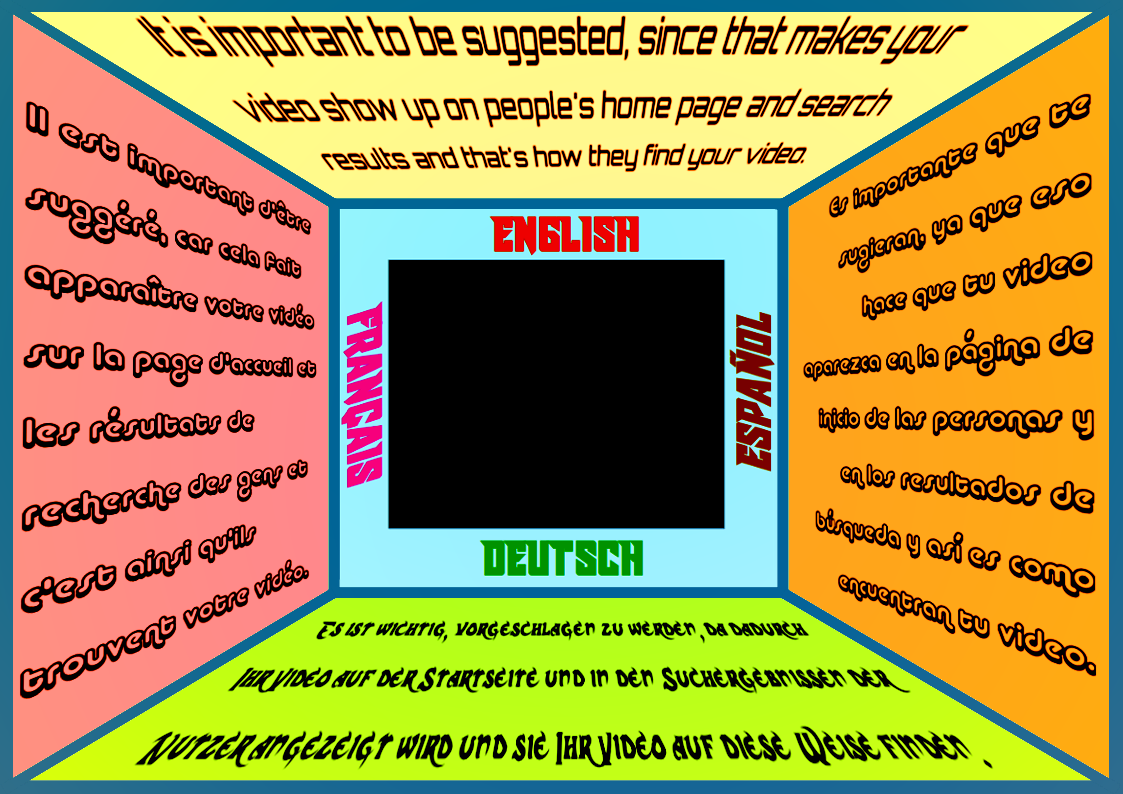 It is important to be suggested, since that makes your
video show up on people's home page and search
results and that's how they find your video.
Il est important d'être
suggéré, car cela fait
apparaître votre vidéo
sur la page d'accueil et
les résultats de
recherche des gens et
c'est ainsi qu'ils
trouvent votre vidéo.
ENGLISH
FRANÇAIS
ESPAÑOL
DEUTSCH
Es importante que te
sugieran, ya que eso
hace que tu video
aparezca en la página de
inicio de las personas y
en los resultados de
búsqueda y así es como
encuentran tu video.
Es ist wichtig, vorgeschlagen zu werden, da dadurch
Ihr Video auf der Startseite und in den Suchergebnissen der
Nutzer angezeigt wird und sie Ihr Video auf diese Weise finden.